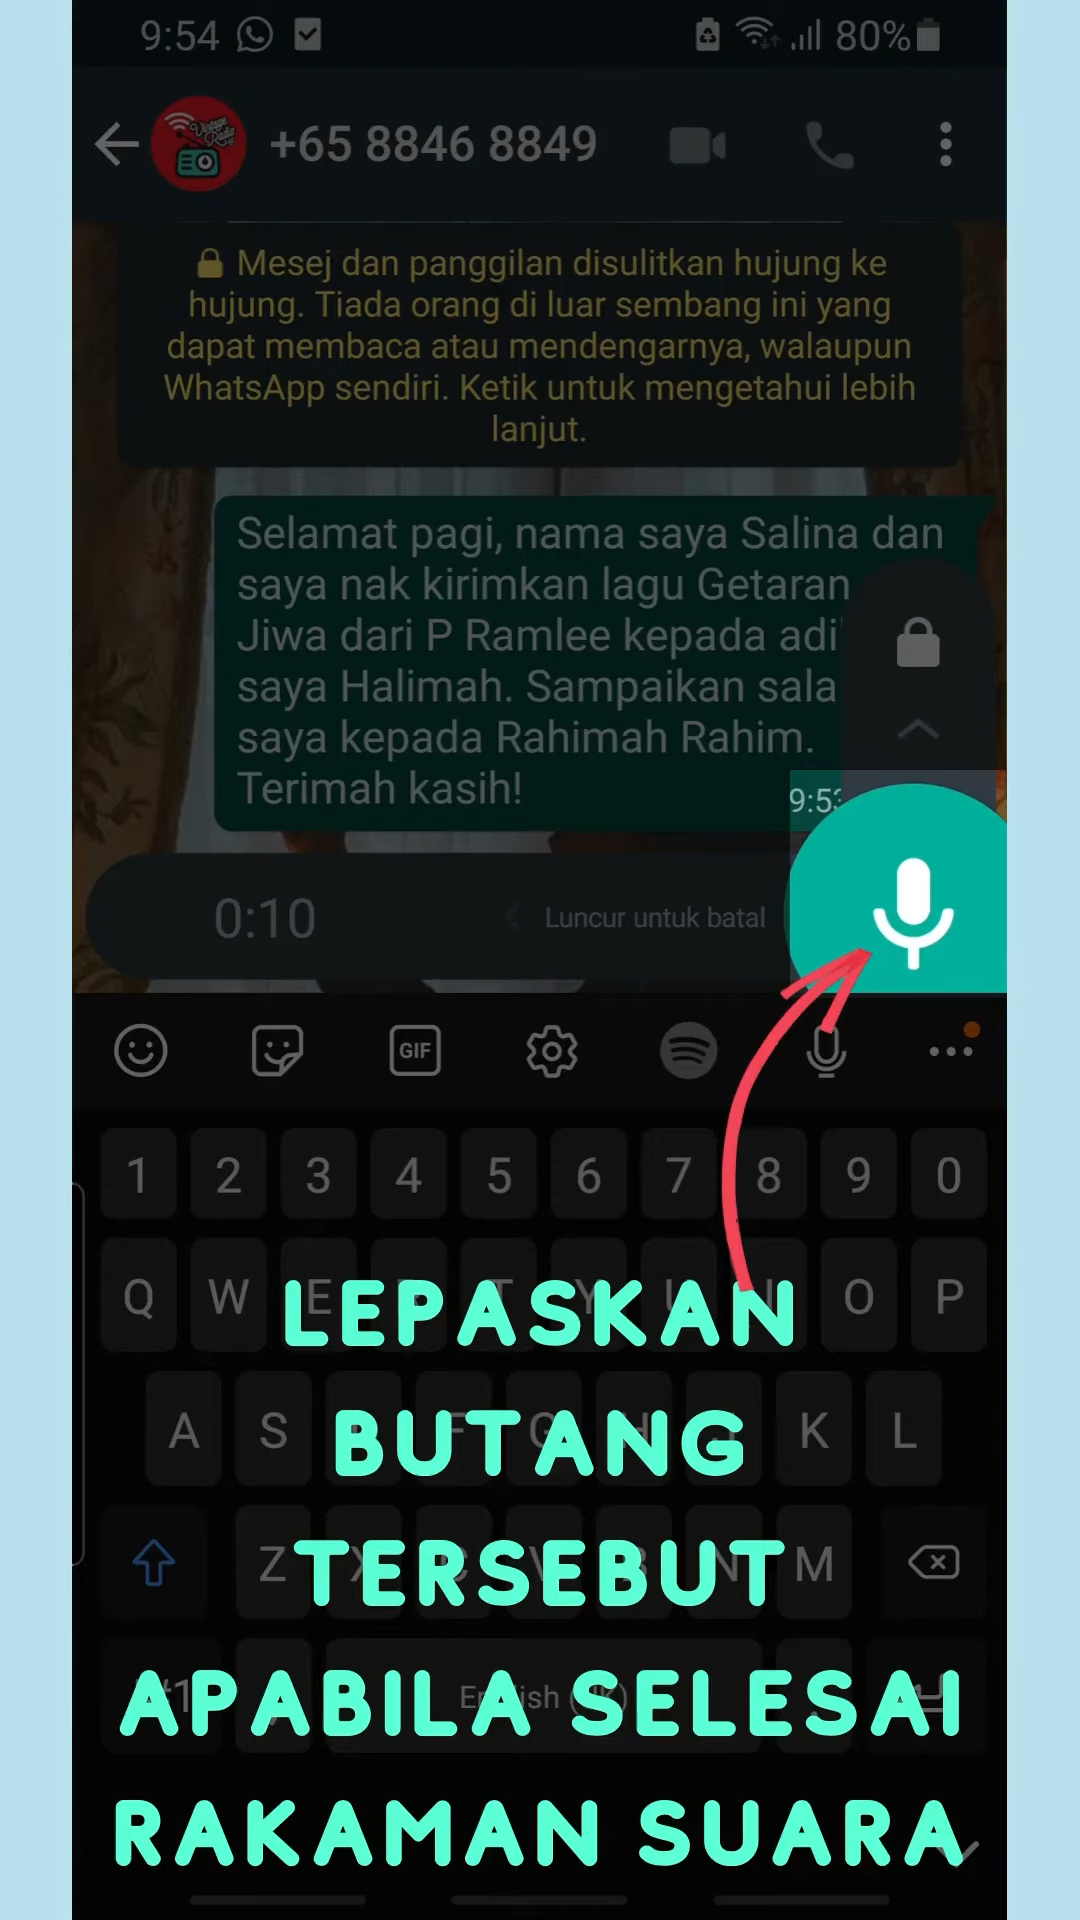 9:54
80%
Vintage Radio
+65 8846 8849
Mesej dan panggilan disulitkan hujung ke
hujung. Tiada orang di luar sembang ini yang
dapat membaca atau mendengarnya, walaupun
WhatsApp sendiri. Ketik untuk mengetahui lebih
lanjut.
Selamat pagi, nama saya Salina dan
saya nak kirimkan lagu Getaran
Jiwa dari P Ramlee kepada adi
saya Halimah. Sampaikan sala
saya kepada Rahimah Rahim.
Terimah kasih!
9:53
0:10
Luncur untuk batal
GIF
1 2 3 4 5 6 7 8 9 0
Q W E T Y U O P
LEPASKAN
A S F G H J K L
BUTANG
Z X C V B N M
TERSEBUT
APABILA SELESAI
RAKAMAN SUARA